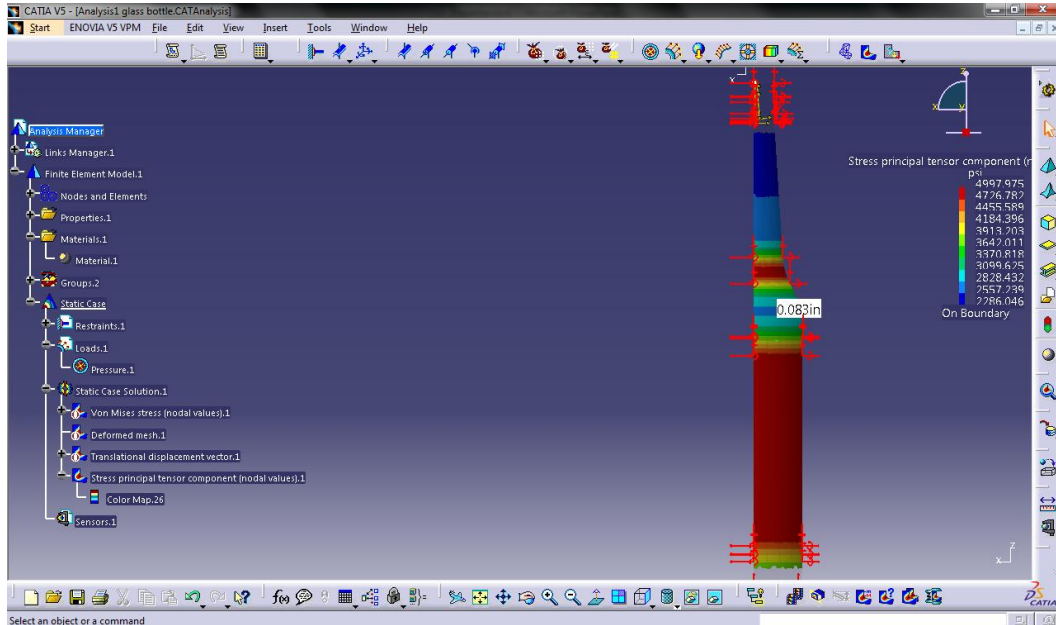 CATIA V5 - [Analysis1 glass bottle.CATAnalysis]
Start ENOVIA V5 VPM File Edit View Insert Tools Window Help
Analysis Manager
Links Manager.1
Finite Element Model.1
Nodes and Elements
Properties.1
Materials.1
Material.1
Groups.2
Static Case
Restraints.1
Loads.1
Pressure.1
Static Case Solution.1
Von Mises stress (nodal values).1
Deformed mesh.1
Translational displacement vector.1
Stress principal tensor component (nodal values).1
Color Map.26
Sensors.1
x
z
x y
Stress principal tensor component (n
psi
4997.975
4726.782
4455.589
4184.396
3913.203
3642.011
3370.818
3099.625
2828.432
2557.239
2286.046
On Boundary
0.083in
z
x
f(x)
DS
CATIA
Select an object or a command